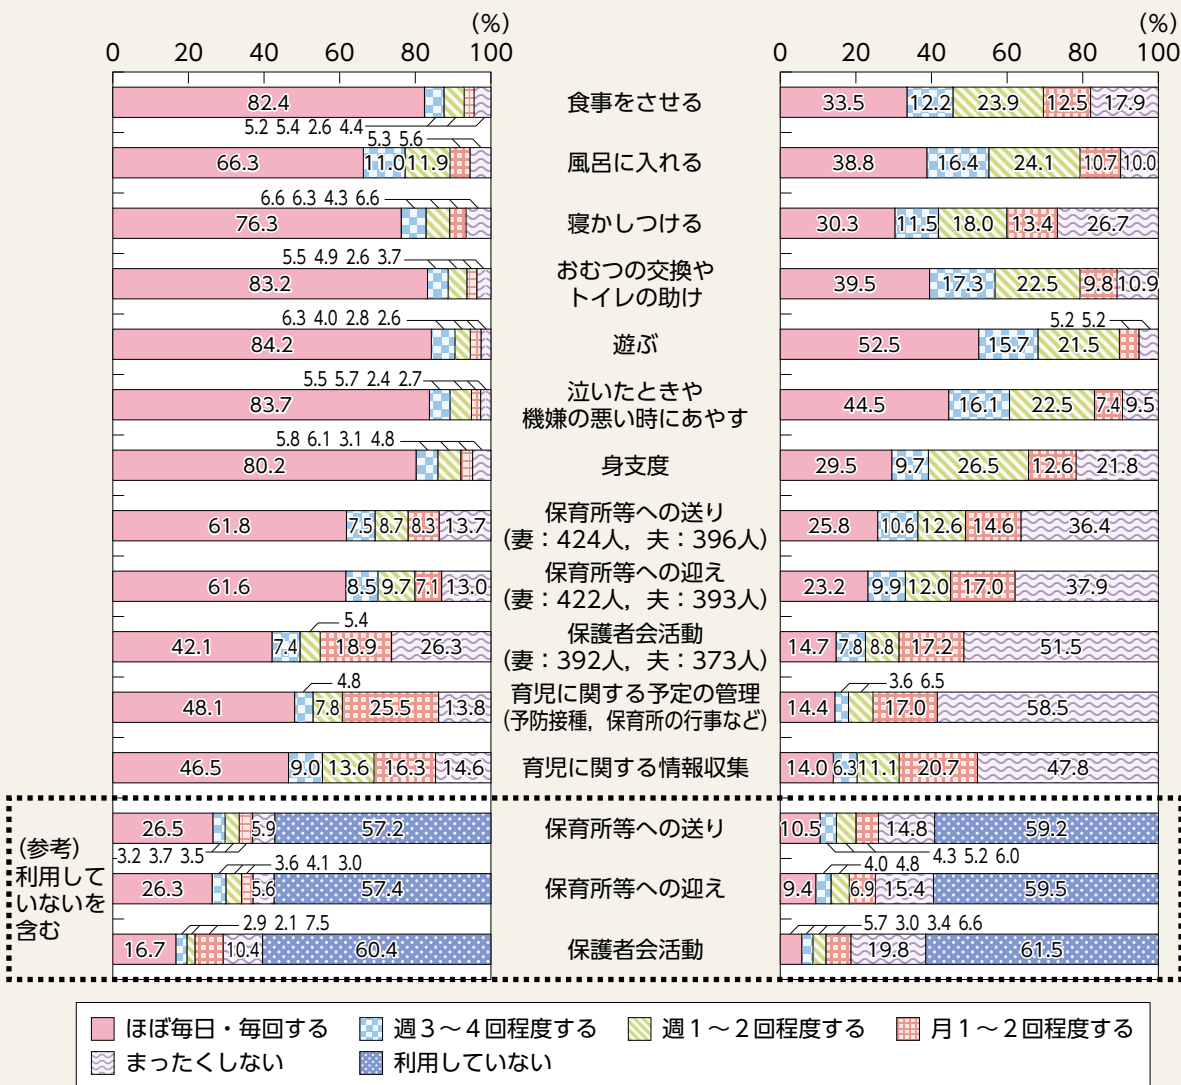 (%) (%)
0 20 40 60 80 100 0 20 40 60 80 100
82.4 食事をさせる 33.5 12.2 23.9 12.5 17.9
5.2 5.4 2.6 4.4
5.3 5.6
66.3 11.0 11.9 風呂に入れる 38.8 16.4 24.1 10.7 10.0
6.6 6.3 4.3 6.6
76.3 寝かしつける 30.3 11.5 18.0 13.4 26.7
5.5 4.9 2.6 3.7
83.2 おむつの交換や 39.5 17.3 22.5 9.8 10.9
トイレの助け
6.3 4.0 2.8 2.6 5.2 5.2
84.2 遊ぶ 52.5 15.7 21.5
5.5 5.7 2.4 2.7
83.7 泣いたときや 44.5 16.1 22.5 7.4 9.5
機嫌の悪い時にあやす
5.8 6.1 3.1 4.8
80.2 身支度 29.5 9.7 26.5 12.6 21.8
61.8 7.5 8.7 8.3 13.7 保育所等への送り 25.8 10.6 12.6 14.6 36.4
(妻：424人，夫：396人)
61.6 8.5 9.7 7.1 13.0 保育所等への迎え 23.2 9.9 12.0 17.0 37.9
(妻：422人，夫：393人)
5.4
42.1 7.4 18.9 26.3 保護者会活動 14.7 7.8 8.8 17.2 51.5
(妻：392人，夫：373人)
4.8 3.6 6.5
48.1 7.8 25.5 13.8 育児に関する予定の管理 14.4 17.0 58.5
(予防接種，保育所の行事など)
46.5 9.0 13.6 16.3 14.6 育児に関する情報収集 14.0 6.3 11.1 20.7 47.8
(参考)
利用して
いないを
含む
26.5 5.9 57.2 保育所等への送り 10.5 14.8 59.2
3.2 3.7 3.5 4.3 5.2 6.0
3.6 4.1 3.0 4.0 4.8
26.3 5.6 57.4 保育所等への迎え 9.4 6.9 15.4 59.5
2.9 2.1 7.5 5.7 3.0 3.4 6.6
16.7 10.4 60.4 保護者会活動 19.8 61.5
ほぼ毎日・毎回する 週３～４回程度する 週１～２回程度する 月１～２回程度する
まったくしない 利用していない